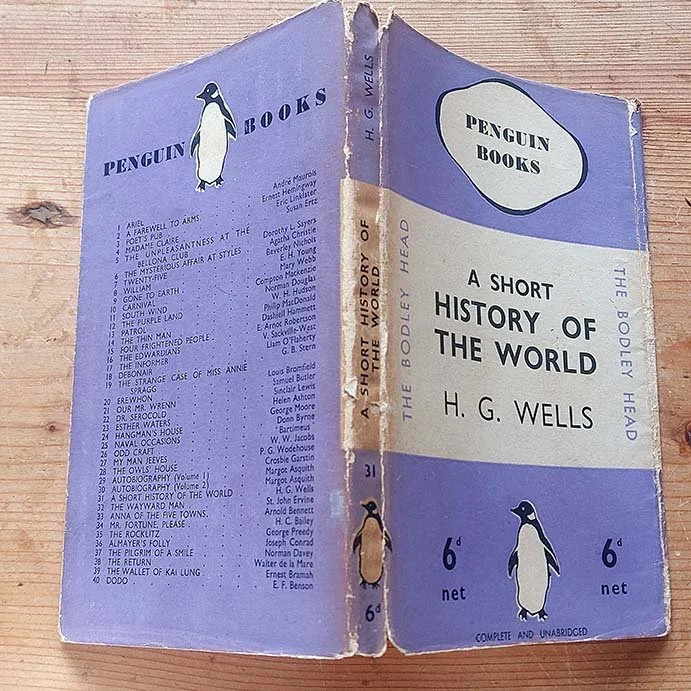 PENGUIN BOOKS
1 ARIEL . André Maurois
2 A FAREWELL TO ARMS. Ernest Hemingway
3 POET'S PUB . Eric Linklater
4 MADAME CLAIRE . Susan Ertz
5 THE UNPLEASANTNESS AT THE
BELLONA CLUB . Dorothy L. Sayers
6 THE MYSTERIOUS AFFAIR AT STYLES . Agatha Christie
7 TWENTY-FIVE . Beverley Nichols
8 WILLIAM . E. H. Young
9 GONE TO EARTH . Mary Webb
10 CARNIVAL . Compton Mackenzie
11 SOUTH WIND . Norman Douglas
12 THE PURPLE LAND . W. H. Hudson
13 PATROL . Philip MacDonald
14 THE THIN MAN . Dashiell Hammett
15 FOUR FRIGHTENED PEOPLE . E. Arnot Robertson
16 THE EDWARDIANS . V. Sackville-West
17 THE INFORMER . Liam O'Flaherty
18 DEBONAIR . G. B. Stern
19 THE STRANGE CASE OF MISS ANNIE
SPRAGG . Louis Bromfield
20 EREWHON . Samuel Butler
21 OUR MR. WRENN . Sinclair Lewis
22 DR. SEROCOLD . Helen Ashton
23 ESTHER WATERS . George Moore
24 HANGMAN'S HOUSE . Donn Byrne
25 NAVAL OCCASIONS . Bartimeus
26 ODD CRAFT . W. W. Jacobs
27 MY MAN JEEVES . P. G. Wodehouse
28 THE OWLS' HOUSE . Crosbie Garstin
29 AUTOBIOGRAPHY (Volume 1) . Margot Asquith
30 AUTOBIOGRAPHY (Volume 2) . Margot Asquith
31 A SHORT HISTORY OF THE WORLD . H. G. Wells
32 THE WAYWARD MAN . St. John Ervine
33 ANNA OF THE FIVE TOWNS. Arnold Bennett
34 MR. FORTUNE, PLEASE . H. C. Bailey
35 THE ROCKLITZ . George Preedy
36 ALMAYER'S FOLLY . Joseph Conrad
37 THE PILGRIM OF A SMILE . Norman Davey
38 THE RETURN . Walter de la Mare
39 THE WALLET OF KAI LUNG . Ernest Bramah
40 DODO . E. F. Benson
H. G. WELLS
A SHORT HISTORY OF
THE WORLD
31
6d
PENGUIN
BOOKS
THE BODLEY HEAD
A SHORT
HISTORY OF
THE WORLD
H. G. WELLS
THE BODLEY HEAD
6d net
6d net
COMPLETE AND UNABRIDGED